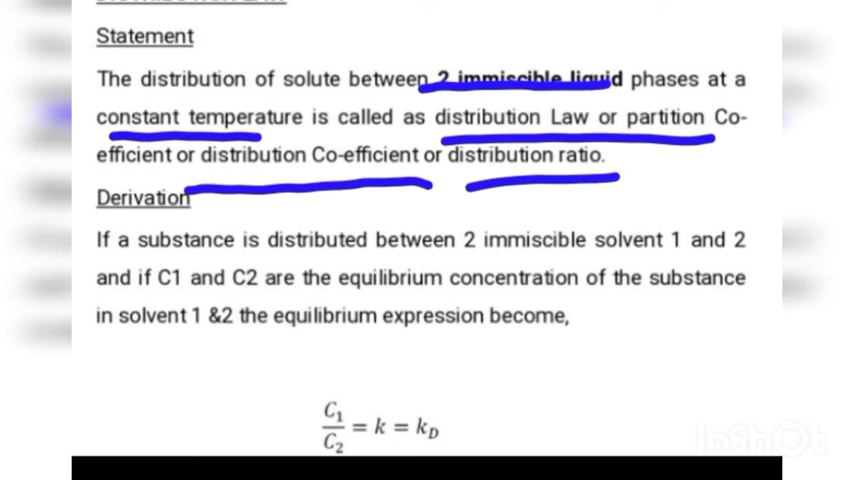 Statement
The distribution of solute between 2 immiscible liquid phases at a
constant temperature is called as distribution Law or partition Co-
efficient or distribution Co-efficient or distribution ratio.
Derivation
If a substance is distributed between 2 immiscible solvent 1 and 2
and if C1 and C2 are the equilibrium concentration of the substance
in solvent 1 &2 the equilibrium expression become,
C₁
— = k = k_D
C₂
InShOt